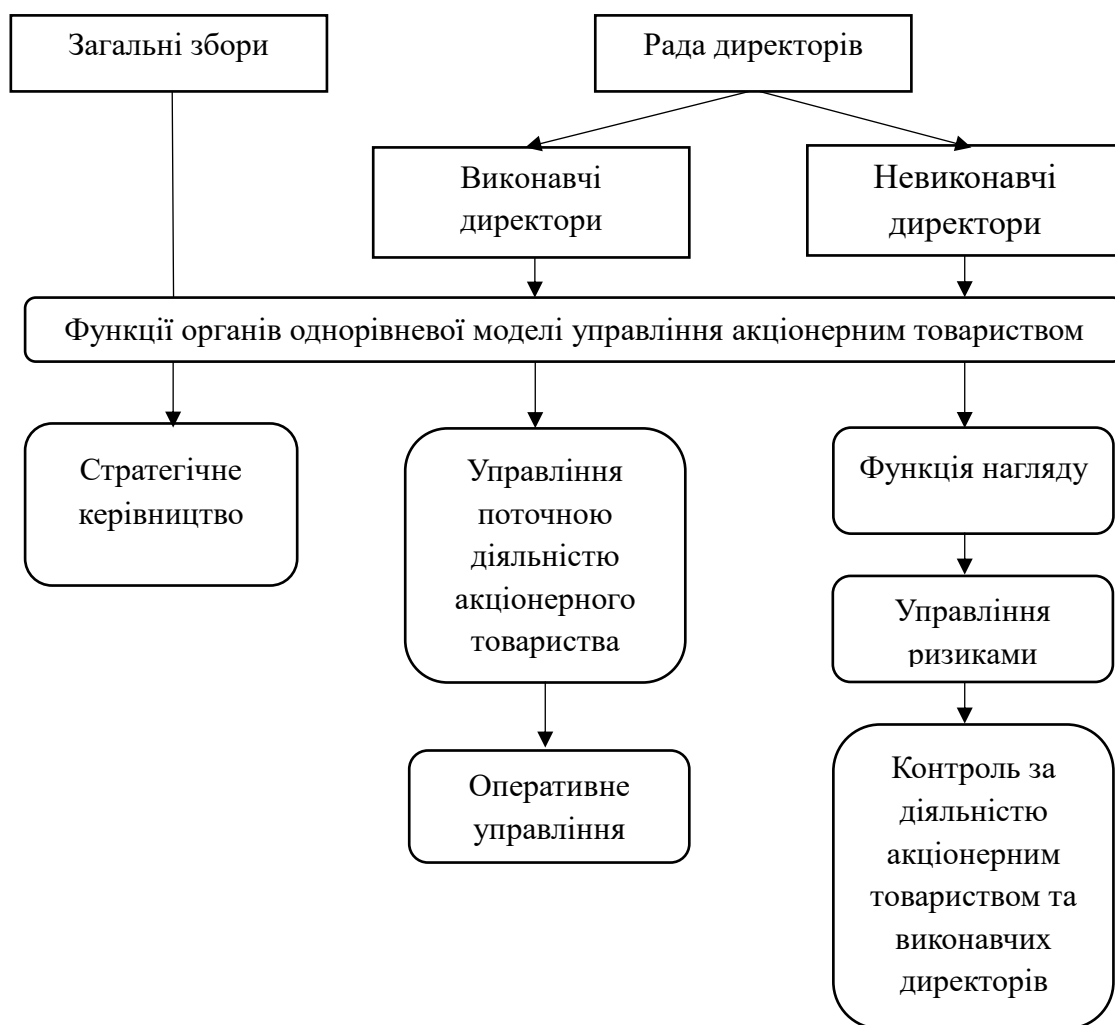 Загальні збори
Рада директорів
Виконавчі
директори
Невиконавчі
директори
Функції органів однорівневої моделі управління акціонерним товариством
Стратегічне
керівництво
Управління
поточною
діяльністю
акціонерного
товариства
Оперативне
управління
Функція нагляду
Управління
ризиками
Контроль за
діяльністю
акціонерним
товариством та
виконавчих
директорів